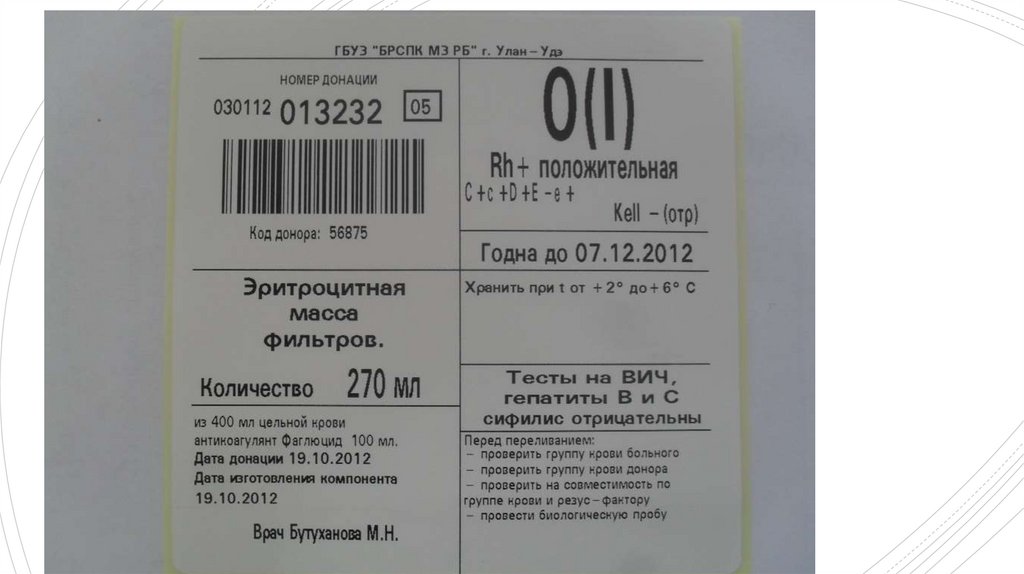 ГБУЗ "БРСПК МЗ РБ" г. Улан – Удэ
НОМЕР ДОНАЦИИ
030112 013232 05
Код донора: 56875
O(I)
Rh + положительная
C +c +D +E –e +
Kell – (отр)
Годна до 07.12.2012
Эритроцитная
масса
фильтров.
Количество 270 мл
Хранить при t от + 2° до + 6° С
Тесты на ВИЧ,
гепатиты В и С
сифилис отрицательны
из 400 мл цельной крови
антикоагулянт Фаглюцид 100 мл.
Дата донации 19.10.2012
Дата изготовления компонента
19.10.2012
Врач Бутуханова М.Н.
Перед переливанием:
– проверить группу крови больного
– проверить группу крови донора
– проверить на совместимость по
группе крови и резус – фактору
– провести биологическую пробу